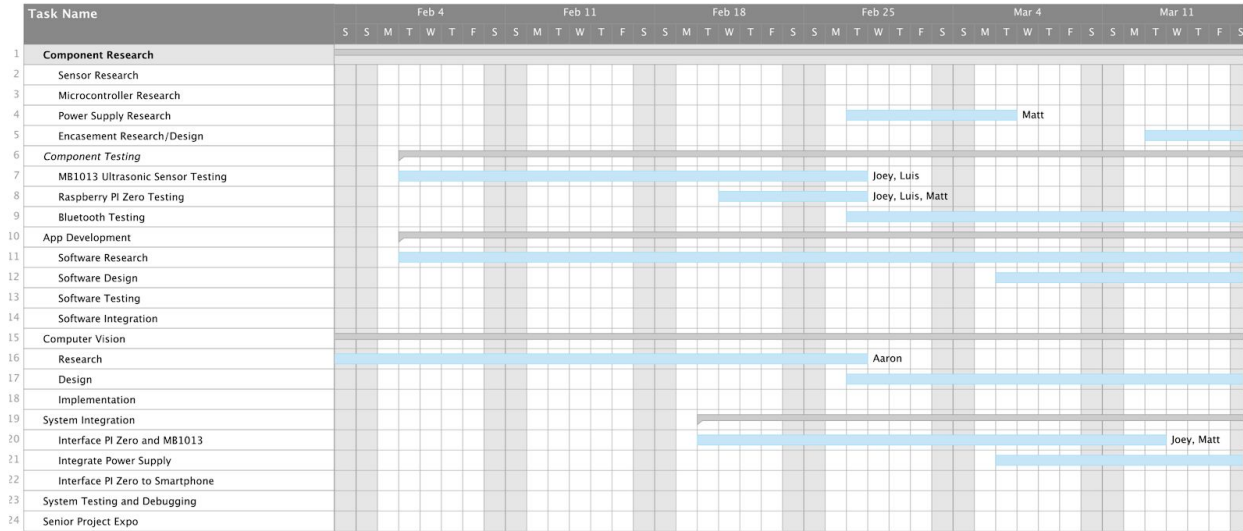 Task Name
Feb 4 Feb 11 Feb 18 Feb 25 Mar 4 Mar 11
S S M T W T F S S M T W T F S S M T W T F S S M T W T F S S M T W T F S S M T W T F S
1 Component Research
2 Sensor Research
3 Microcontroller Research
4 Power Supply Research Matt
5 Encasement Research/Design
6 Component Testing
7 MB1013 Ultrasonic Sensor Testing Joey, Luis
8 Raspberry PI Zero Testing Joey, Luis, Matt
9 Bluetooth Testing
10 App Development
11 Software Research
12 Software Design
13 Software Testing
14 Software Integration
15 Computer Vision
16 Research Aaron
17 Design
18 Implementation
19 System Integration
20 Interface PI Zero and MB1013 Joey, Matt
21 Integrate Power Supply
22 Interface PI Zero to Smartphone
23 System Testing and Debugging
24 Senior Project Expo